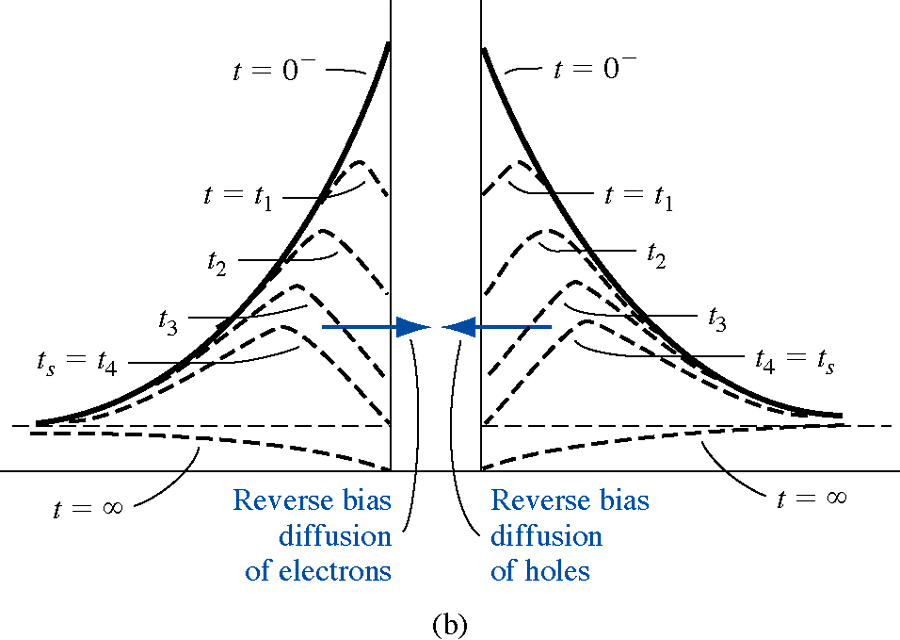 t = 0⁻
t = 0⁻
t = t₁
t = t₁
t₂
t₂
t₃
t₃
tₛ = t₄
t₄ = tₛ
t = ∞
t = ∞
Reverse bias
diffusion
of electrons
Reverse bias
diffusion
of holes
(b)